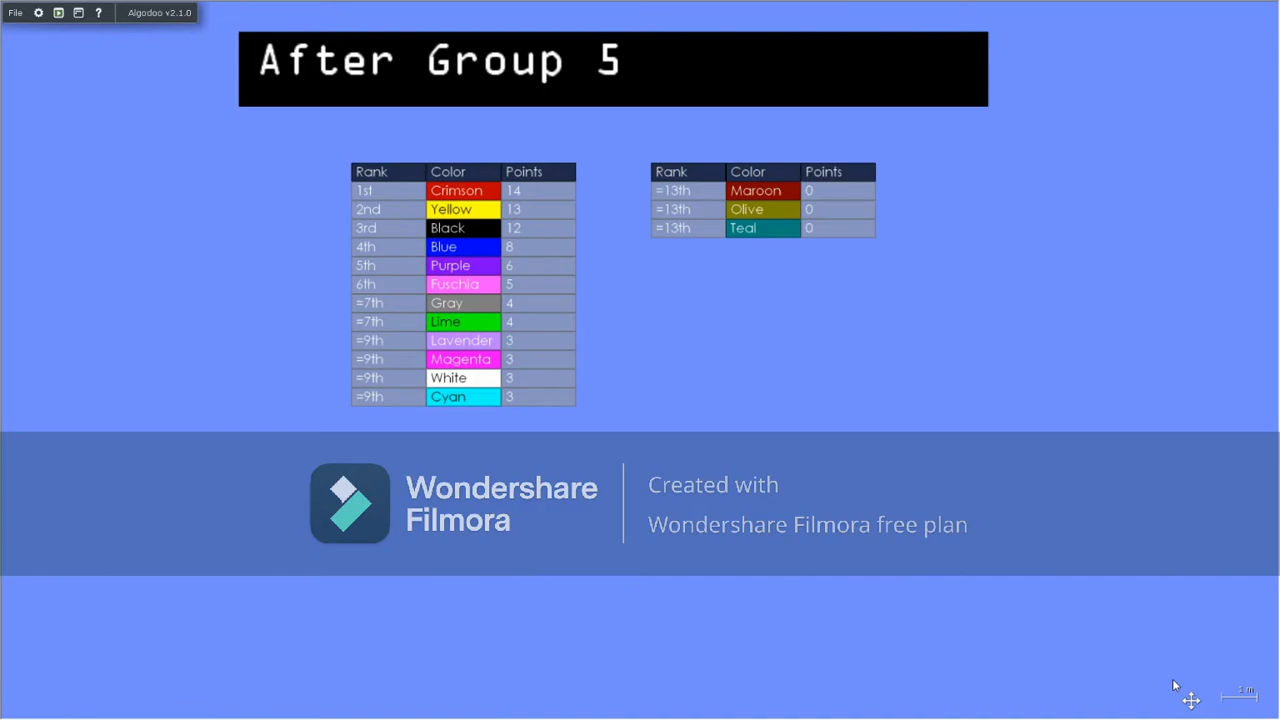 File ? Algodoo v2.1.0
After Group 5
Rank Color Points
1st Crimson 14
2nd Yellow 13
3rd Black 12
4th Blue 8
5th Purple 6
6th Fuschia 5
=7th Gray 4
=7th Lime 4
=9th Lavender 3
=9th Magenta 3
=9th White 3
=9th Cyan 3
Rank Color Points
=13th Maroon 0
=13th Olive 0
=13th Teal 0
Wondershare
Filmora
Created with
Wondershare Filmora free plan
1 m